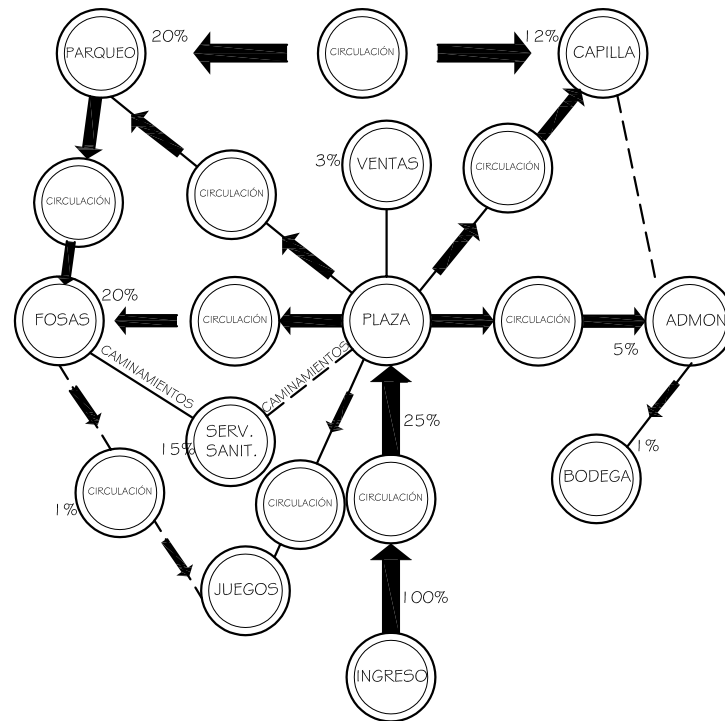 20%
CIRCULACIÓN
12%
PARQUEO
CAPILLA
3%
VENTAS
CIRCULACIÓN
CIRCULACIÓN
CIRCULACIÓN
20%
FOSAS
CIRCULACIÓN
PLAZA
CIRCULACIÓN
ADMON
5%
CAMINAMIENTOS
CAMINAMIENTOS
25%
SERV.
SANIT.
15%
1%
BODEGA
CIRCULACIÓN
1%
CIRCULACIÓN
CIRCULACIÓN
JUEGOS
100%
INGRESO